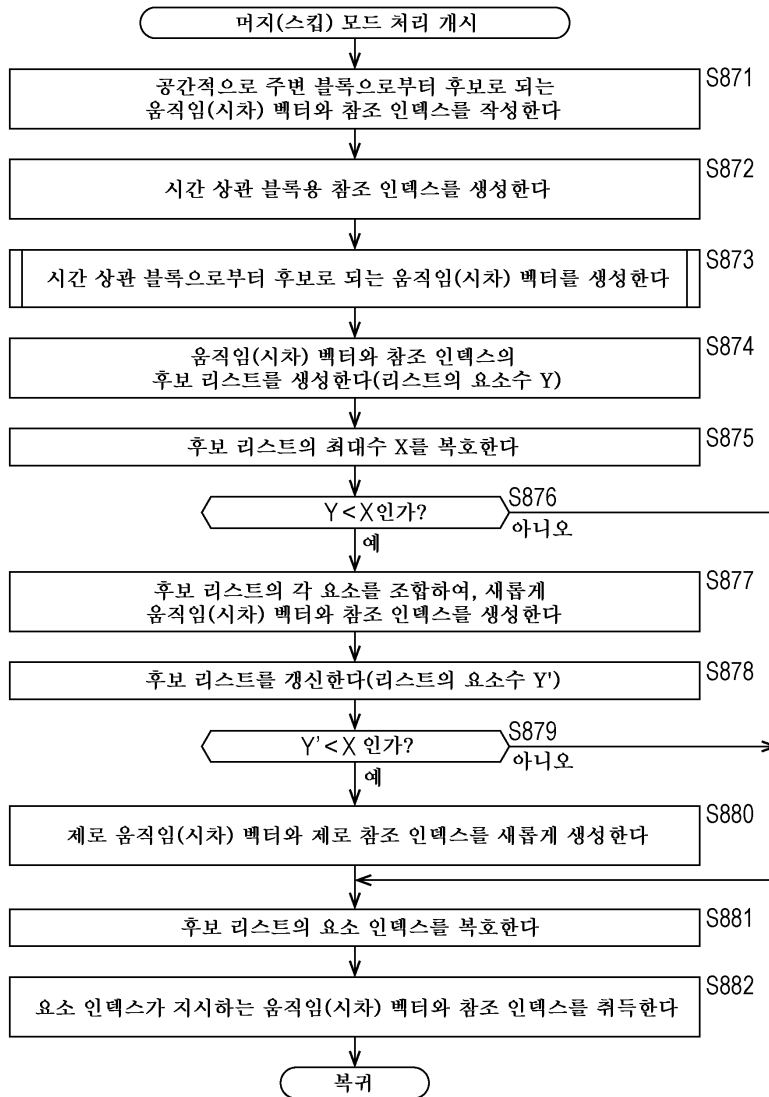 머지(스킵) 모드 처리 개시
S871
공간적으로 주변 블록으로부터 후보로 되는
움직임(시차) 벡터와 참조 인덱스를 작성한다
S872
시간 상관 블록용 참조 인덱스를 생성한다
S873
시간 상관 블록으로부터 후보로 되는 움직임(시차) 벡터를 생성한다
S874
움직임(시차) 벡터와 참조 인덱스의
후보 리스트를 생성한다(리스트의 요소수 Y)
S875
후보 리스트의 최대수 X를 복호한다
S876
Y<X인가?
아니오
예
S877
후보 리스트의 각 요소를 조합하여, 새롭게
움직임(시차) 벡터와 참조 인덱스를 생성한다
S878
후보 리스트를 갱신한다(리스트의 요소수 Y')
S879
Y'<X 인가?
아니오
예
S880
제로 움직임(시차) 벡터와 제로 참조 인덱스를 새롭게 생성한다
S881
후보 리스트의 요소 인덱스를 복호한다
S882
요소 인덱스가 지시하는 움직임(시차) 벡터와 참조 인덱스를 취득한다
복귀